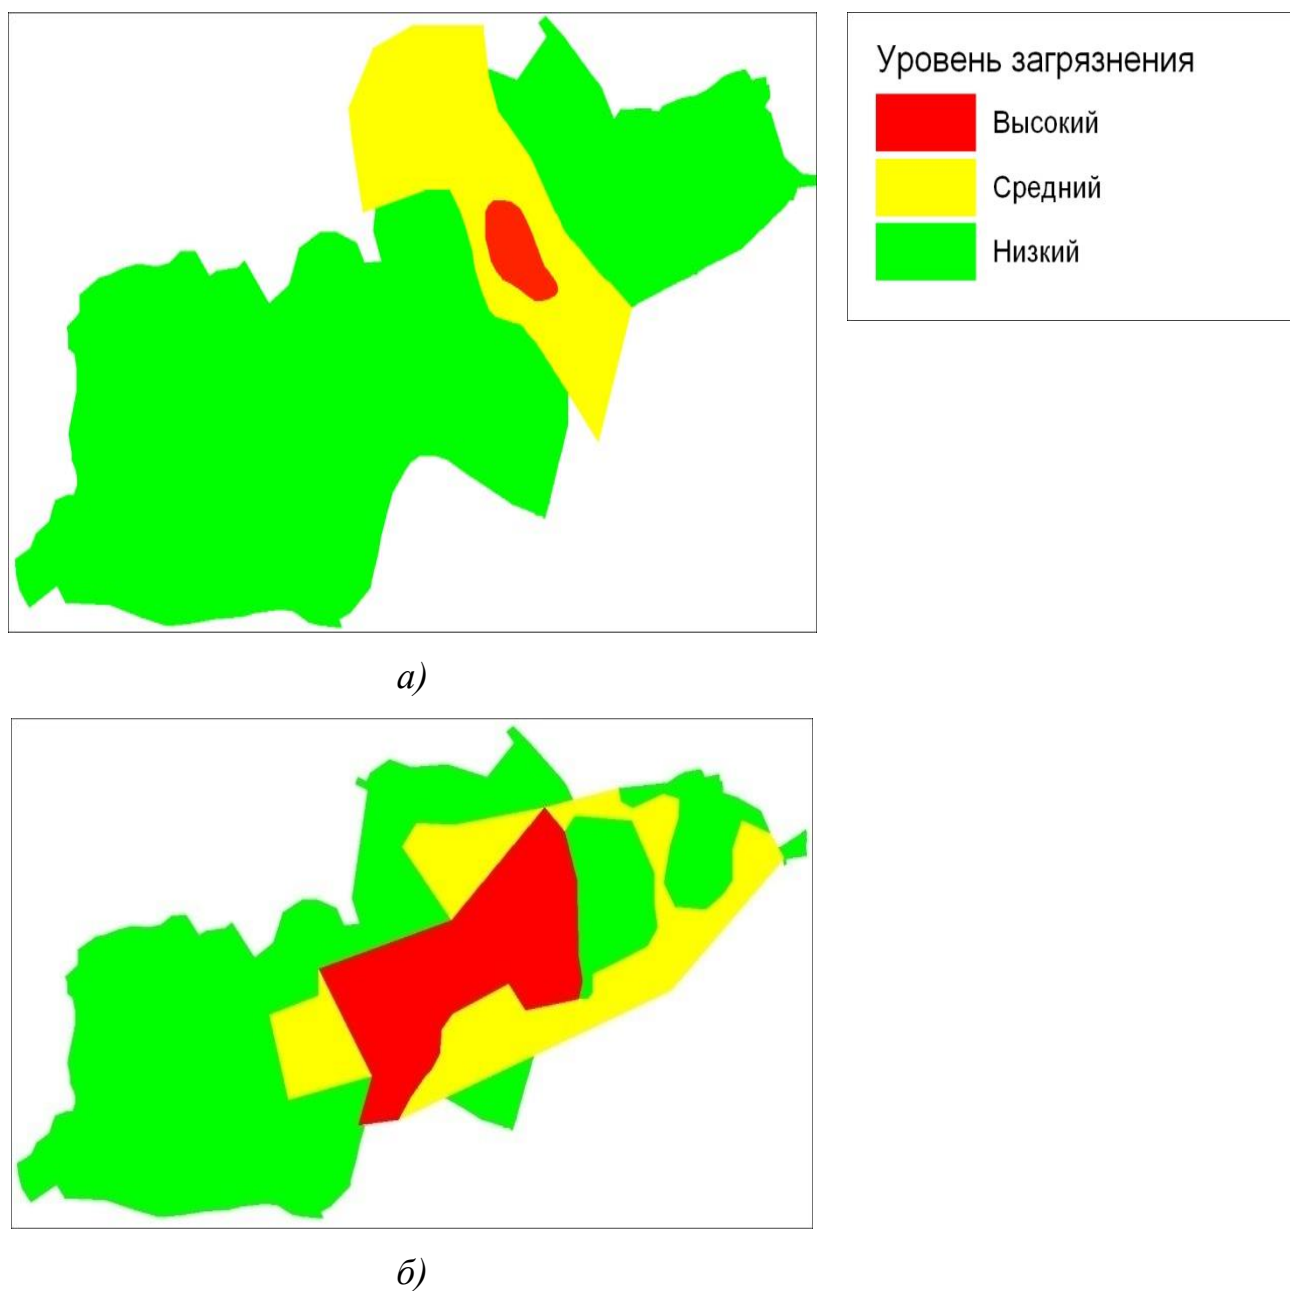 Уровень загрязнения
Высокий
Средний
Низкий
а)
б)